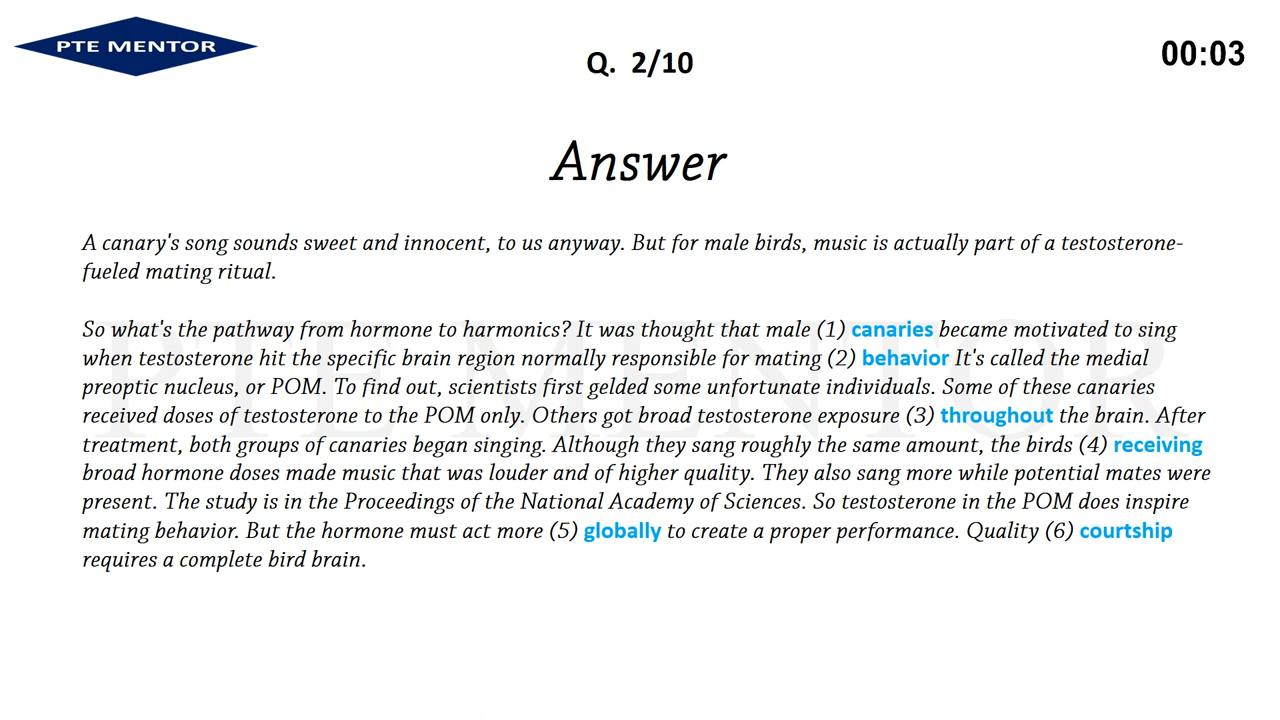 PTE MENTOR
Q. 2/10
00:03
Answer
A canary's song sounds sweet and innocent, to us anyway. But for male birds, music is actually part of a testosterone-
fueled mating ritual.
So what's the pathway from hormone to harmonics? It was thought that male (1) canaries became motivated to sing
when testosterone hit the specific brain region normally responsible for mating (2) behavior It's called the medial
preoptic nucleus, or POM. To find out, scientists first gelded some unfortunate individuals. Some of these canaries
received doses of testosterone to the POM only. Others got broad testosterone exposure (3) throughout the brain. After
treatment, both groups of canaries began singing. Although they sang roughly the same amount, the birds (4) receiving
broad hormone doses made music that was louder and of higher quality. They also sang more while potential mates were
present. The study is in the Proceedings of the National Academy of Sciences. So testosterone in the POM does inspire
mating behavior. But the hormone must act more (5) globally to create a proper performance. Quality (6) courtship
requires a complete bird brain.
PTE MENTOR